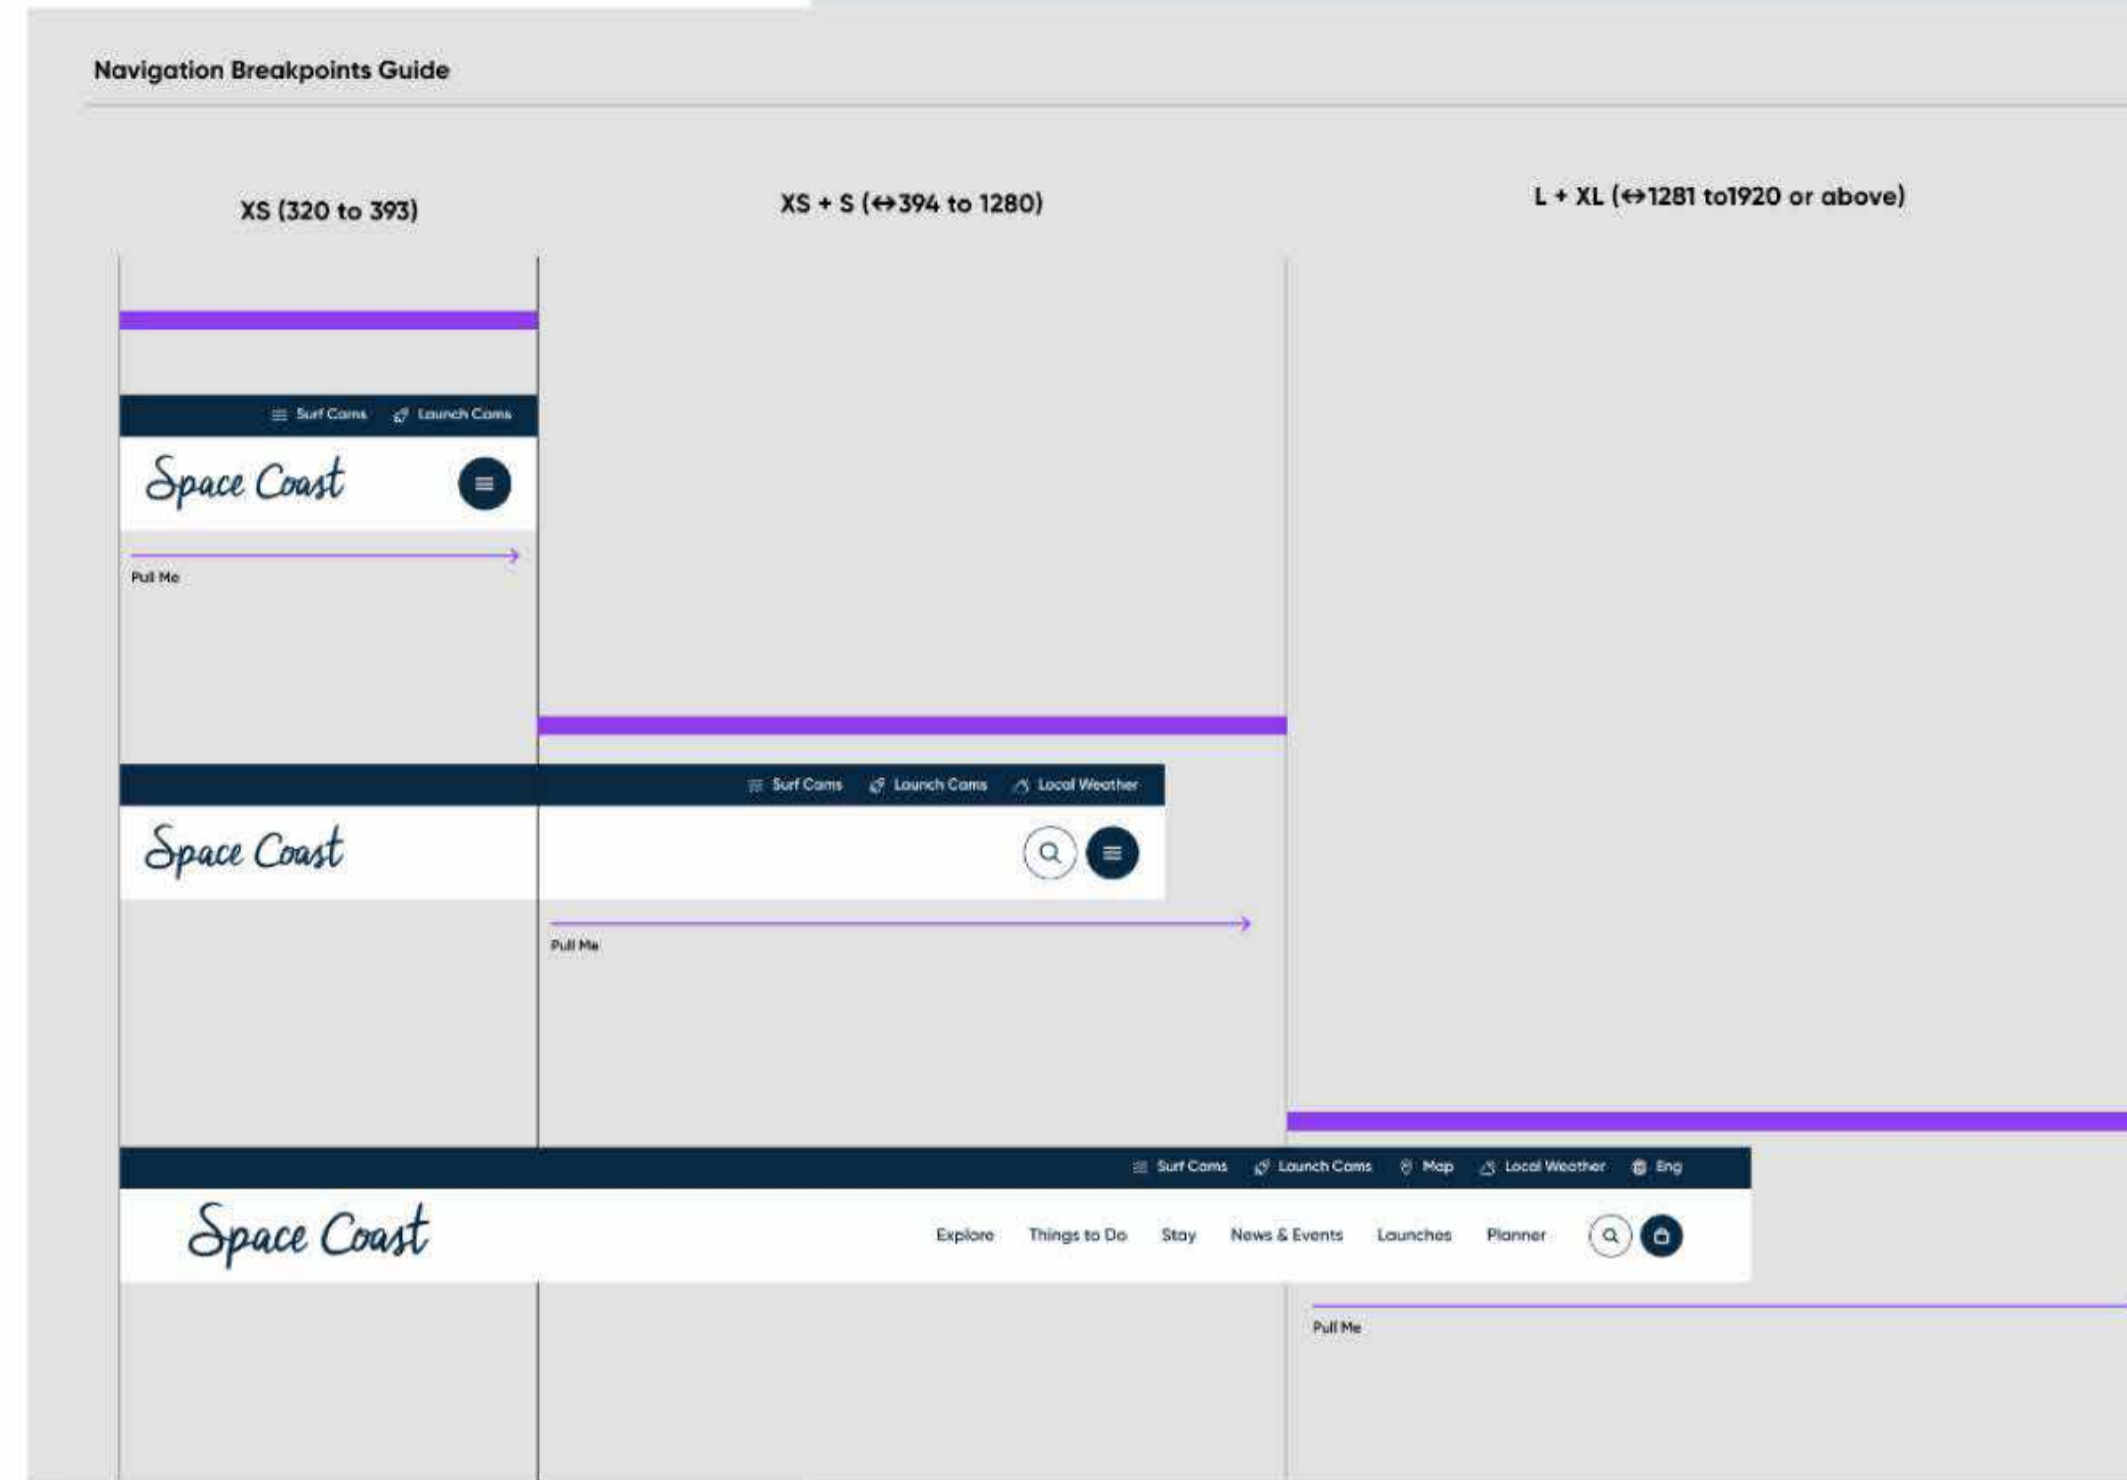 Navigation Breakpoints Guide
XS (320 to 393)
XS + S (↔394 to 1280)
L + XL (↔1281 to1920 or above)
Surf Cams Launch Cams
Space Coast
Pull Me
Surf Cams Launch Cams Local Weather
Space Coast
Pull Me
Surf Cams Launch Cams Map Local Weather Eng
Space Coast
Explore Things to Do Stay News & Events Launches Planner
Pull Me